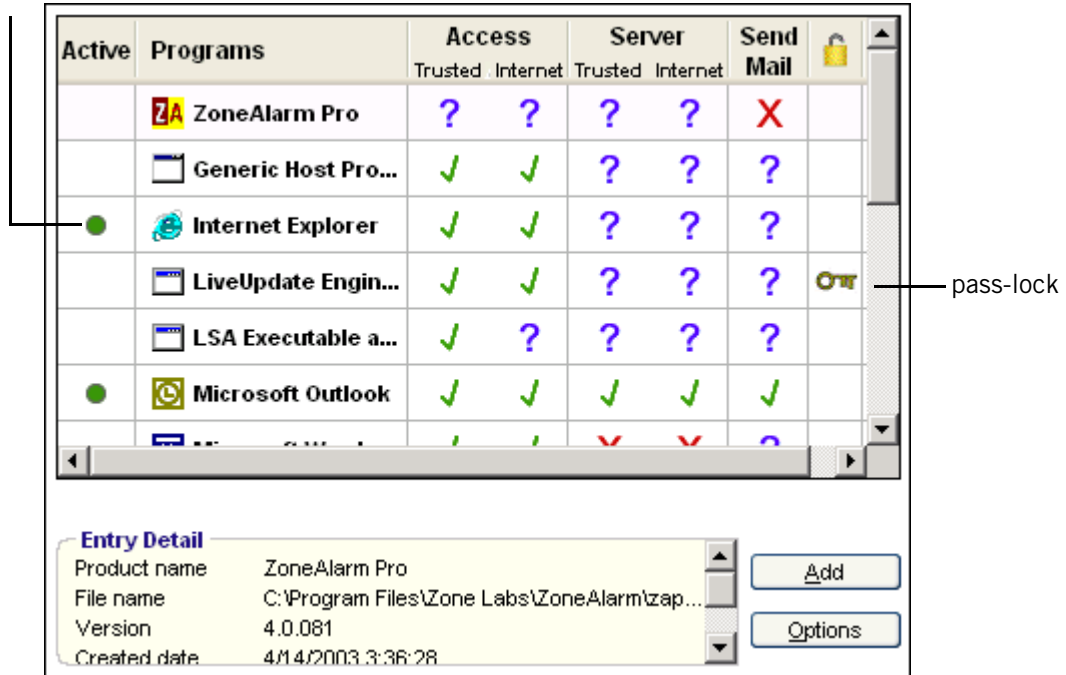 Active Programs Access Server Send Mail
Trusted Internet Trusted Internet
ZA ZoneAlarm Pro ? ? ? ? X
Generic Host Pro... √ √ ? ? ?
Internet Explorer √ √ ? ? ?
LiveUpdate Engin... √ √ ? ? ?
pass-lock
LSA Executable a... √ ? ? ? ?
Microsoft Outlook √ √ √ √ √
Entry Detail
Product name ZoneAlarm Pro
File name C:\Program Files\Zone Labs\ZoneAlarm\zap...
Version 4.0.081
Created date 4/14/2003 3:36:28
Add
Options